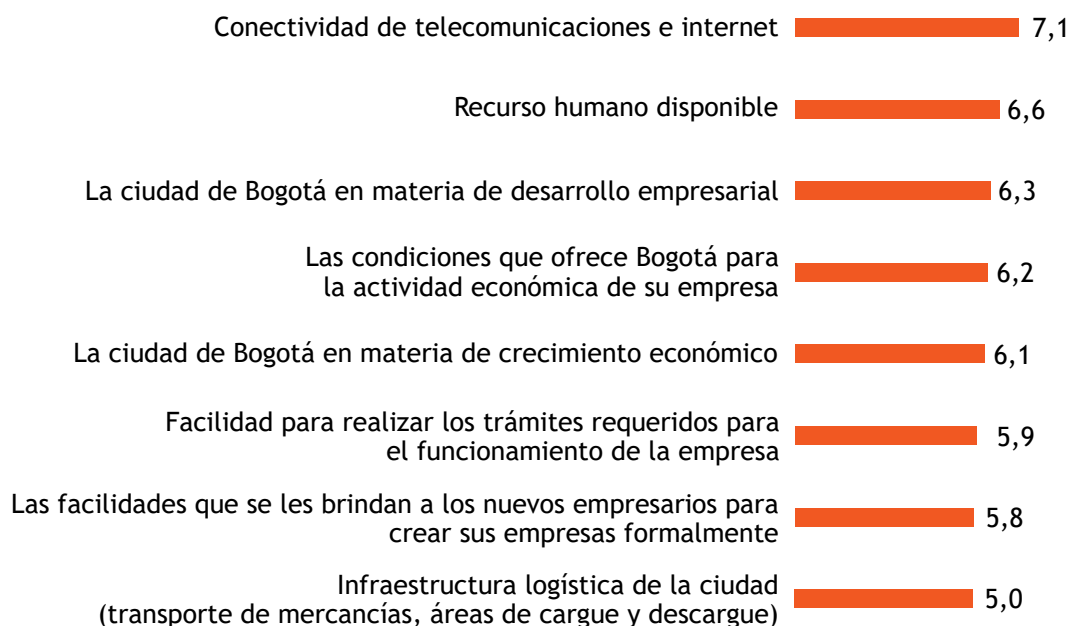 Conectividad de telecomunicaciones e internet 7,1
Recurso humano disponible 6,6
La ciudad de Bogotá en materia de desarrollo empresarial 6,3
Las condiciones que ofrece Bogotá para
la actividad económica de su empresa 6,2
La ciudad de Bogotá en materia de crecimiento económico 6,1
Facilidad para realizar los trámites requeridos para
el funcionamiento de la empresa 5,9
Las facilidades que se les brindan a los nuevos empresarios para
crear sus empresas formalmente 5,8
Infraestructura logística de la ciudad
(transporte de mercancías, áreas de cargue y descargue) 5,0